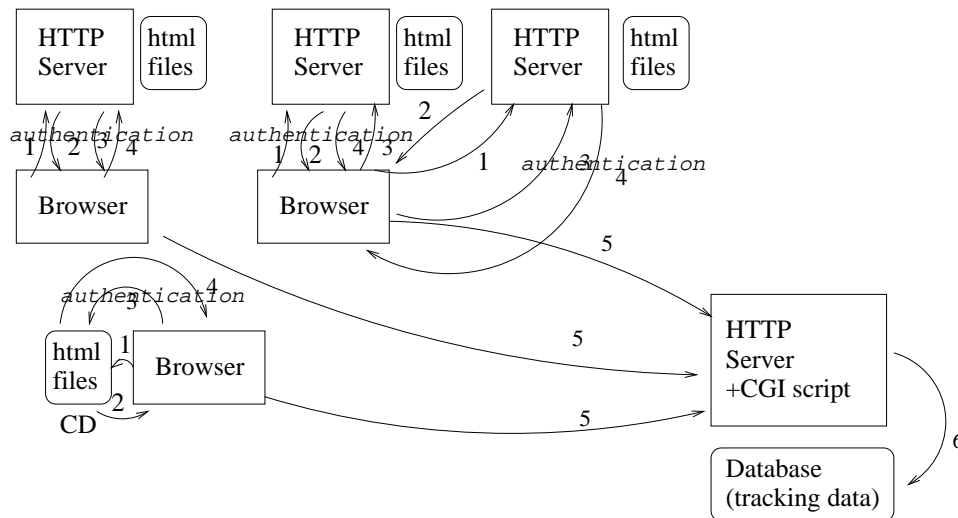 HTTP
Server
html
files
HTTP
Server
html
files
HTTP
Server
html
files
authentication
1
2
3
4
authentication
1
2
4
3
2
1
authentication
3
4
Browser
Browser
5
authentication
4
3
html
files
1
2
CD
Browser
5
5
HTTP
Server
+CGI script
6
Database
(tracking data)